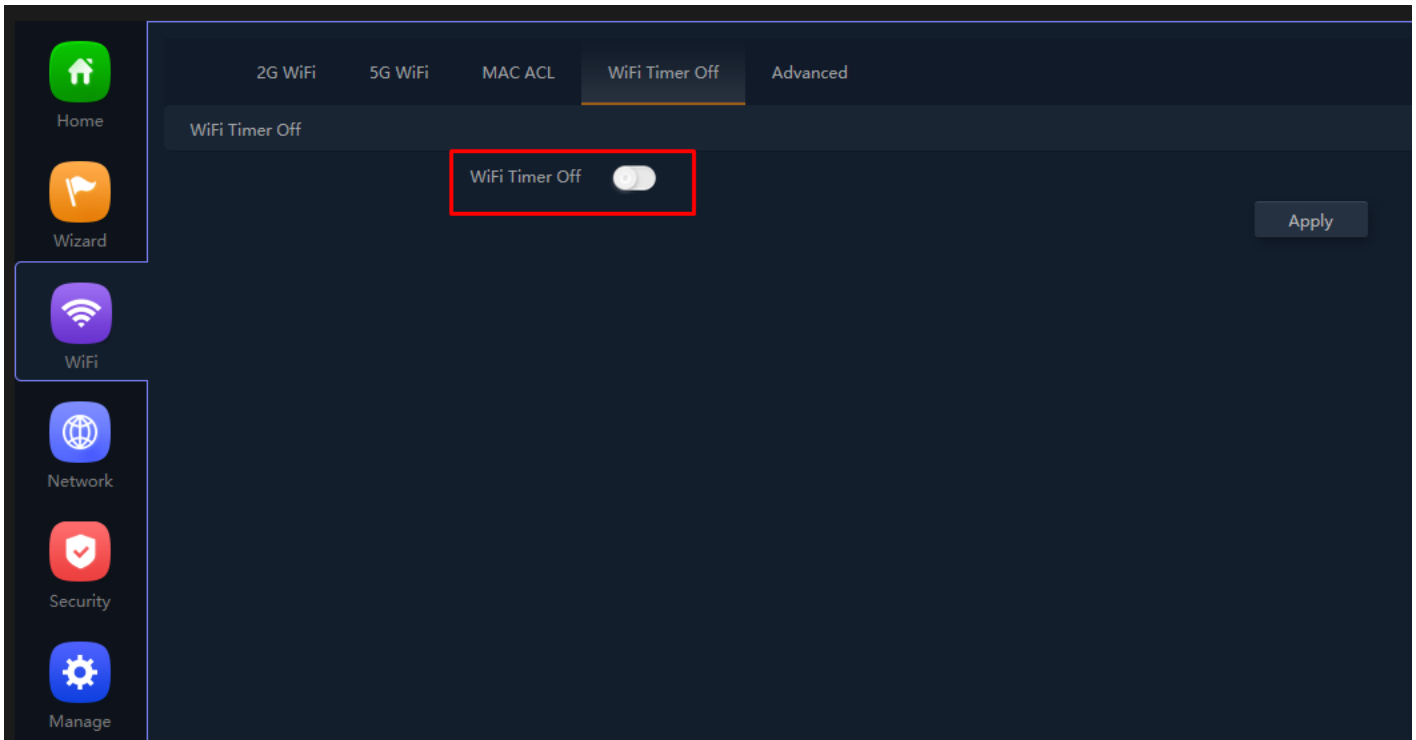 2G WiFi 5G WiFi MAC ACL WiFi Timer Off Advanced
Home
WiFi Timer Off
WiFi Timer Off
Apply
Wizard
WiFi
Network
Security
Manage